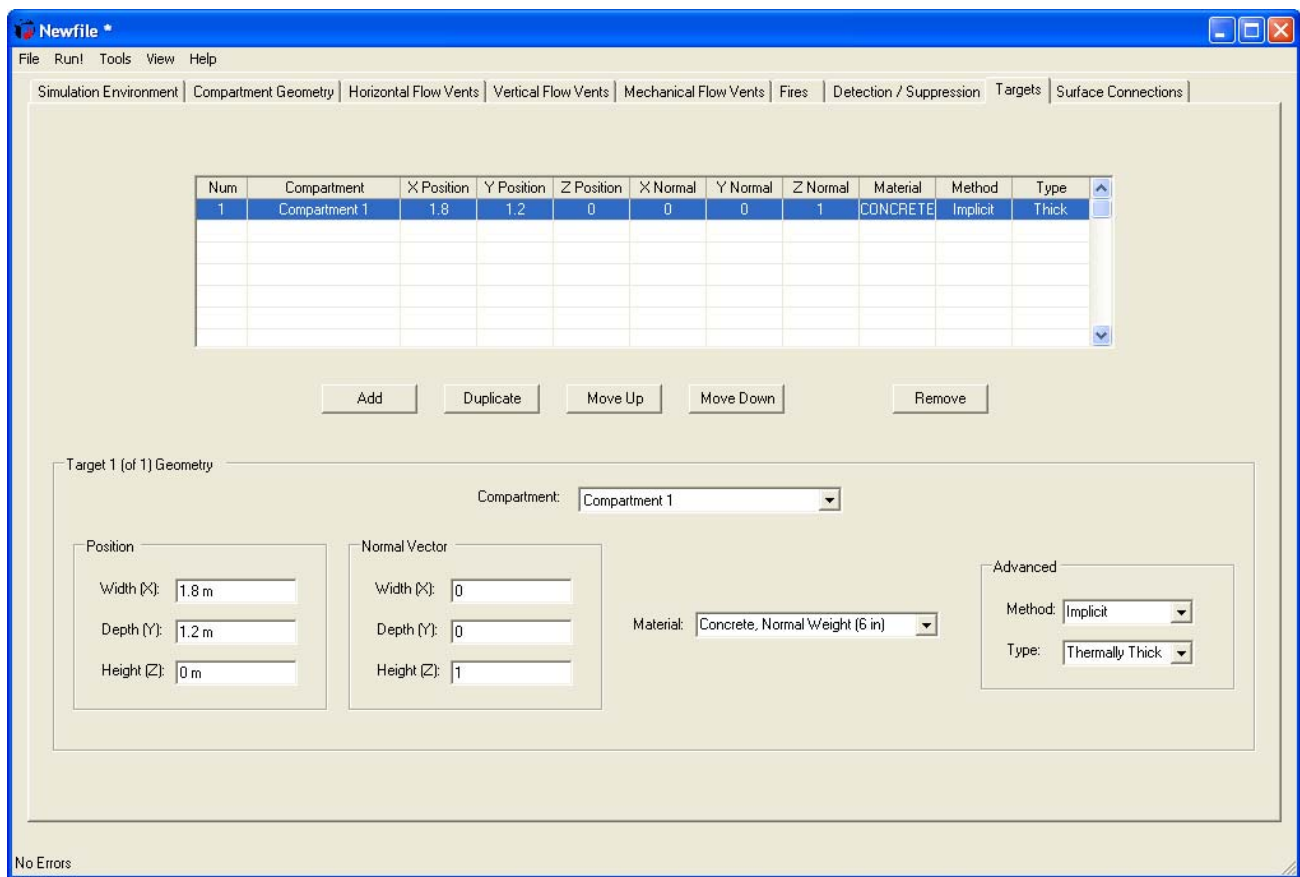 Newfile *
File Run! Tools View Help
Simulation Environment Compartment Geometry Horizontal Flow Vents Vertical Flow Vents Mechanical Flow Vents Fires Detection / Suppression Targets Surface Connections
Num Compartment X Position Y Position Z Position X Normal Y Normal Z Normal Material Method Type
1 Compartment 1 1.8 1.2 0 0 0 1 CONCRETE Implicit Thick
Add Duplicate Move Up Move Down Remove
Target 1 (of 1) Geometry
Compartment: Compartment 1
Position Normal Vector Advanced
Width (X): 1.8 m Width (X): 0 Method: Implicit
Depth (Y): 1.2 m Depth (Y): 0 Material: Concrete, Normal Weight (6 in) Type: Thermally Thick
Height (Z): 0 m Height (Z): 1
No Errors